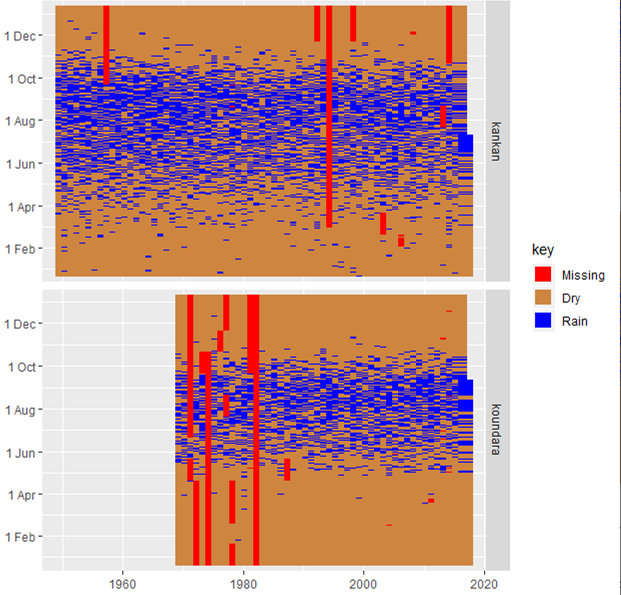 1 Dec
1 Oct
1 Aug
1 Jun
1 Apr
1 Feb
kankan
key
Missing
Dry
Rain
1 Dec
1 Oct
1 Aug
1 Jun
1 Apr
1 Feb
koundara
1960
1980
2000
2020